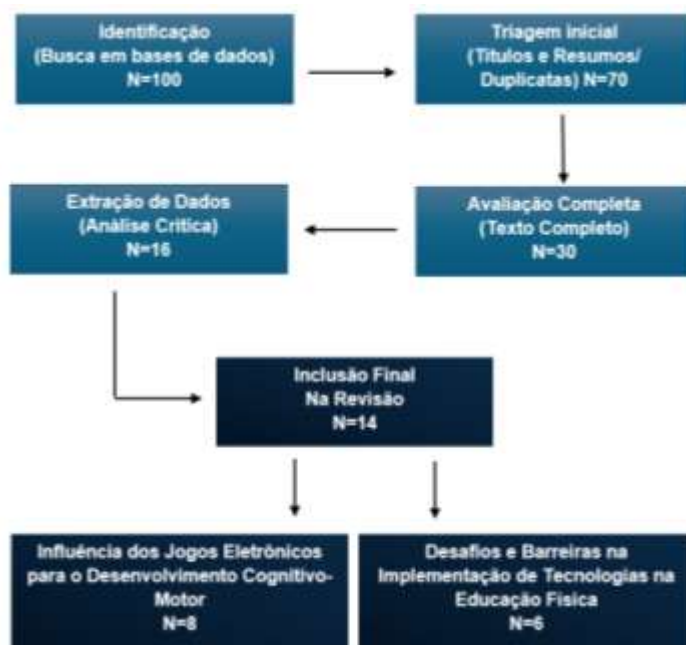 Identificação
(Busca em bases de dados)
N=100
Triagem inicial
(Títulos e Resumos/
Duplicatas) N=70
Avaliação Completa
(Texto Completo)
N=30
Extração de Dados
(Análise Crítica)
N=16
Inclusão Final
Na Revisão
N=14
Influência dos Jogos Eletrônicos
para o Desenvolvimento Cognitivo-
Motor
N=8
Desafios e Barreiras na
Implementação de Tecnologias na
Educação Física
N=6